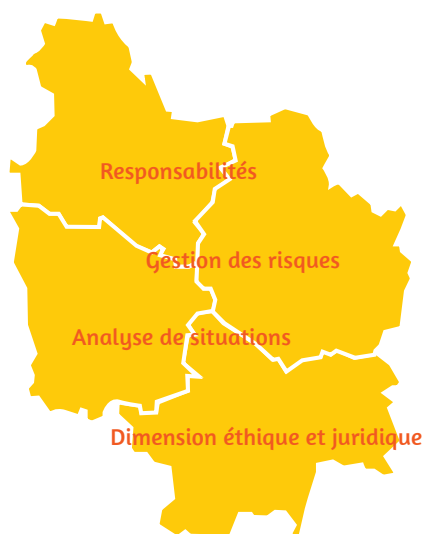 Responsabilités
Gestion des risques
Analyse de situations
Dimension éthique et juridique